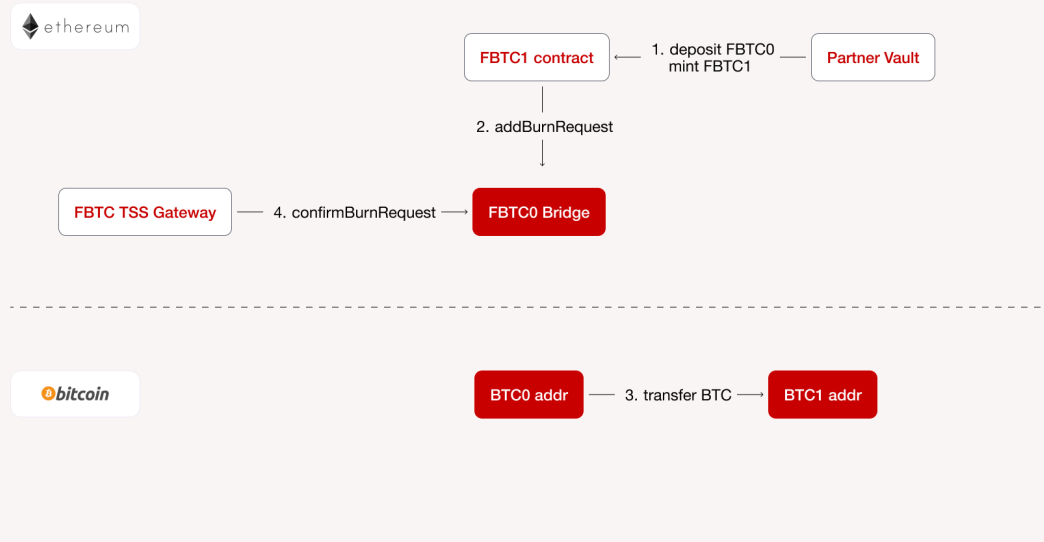 ethereum
FBTC1 contract
1. deposit FBTC0
mint FBTC1
Partner Vault
2. addBurnRequest
FBTC TSS Gateway
4. confirmBurnRequest
FBTC0 Bridge
bitcoin
BTC0 addr
3. transfer BTC
BTC1 addr